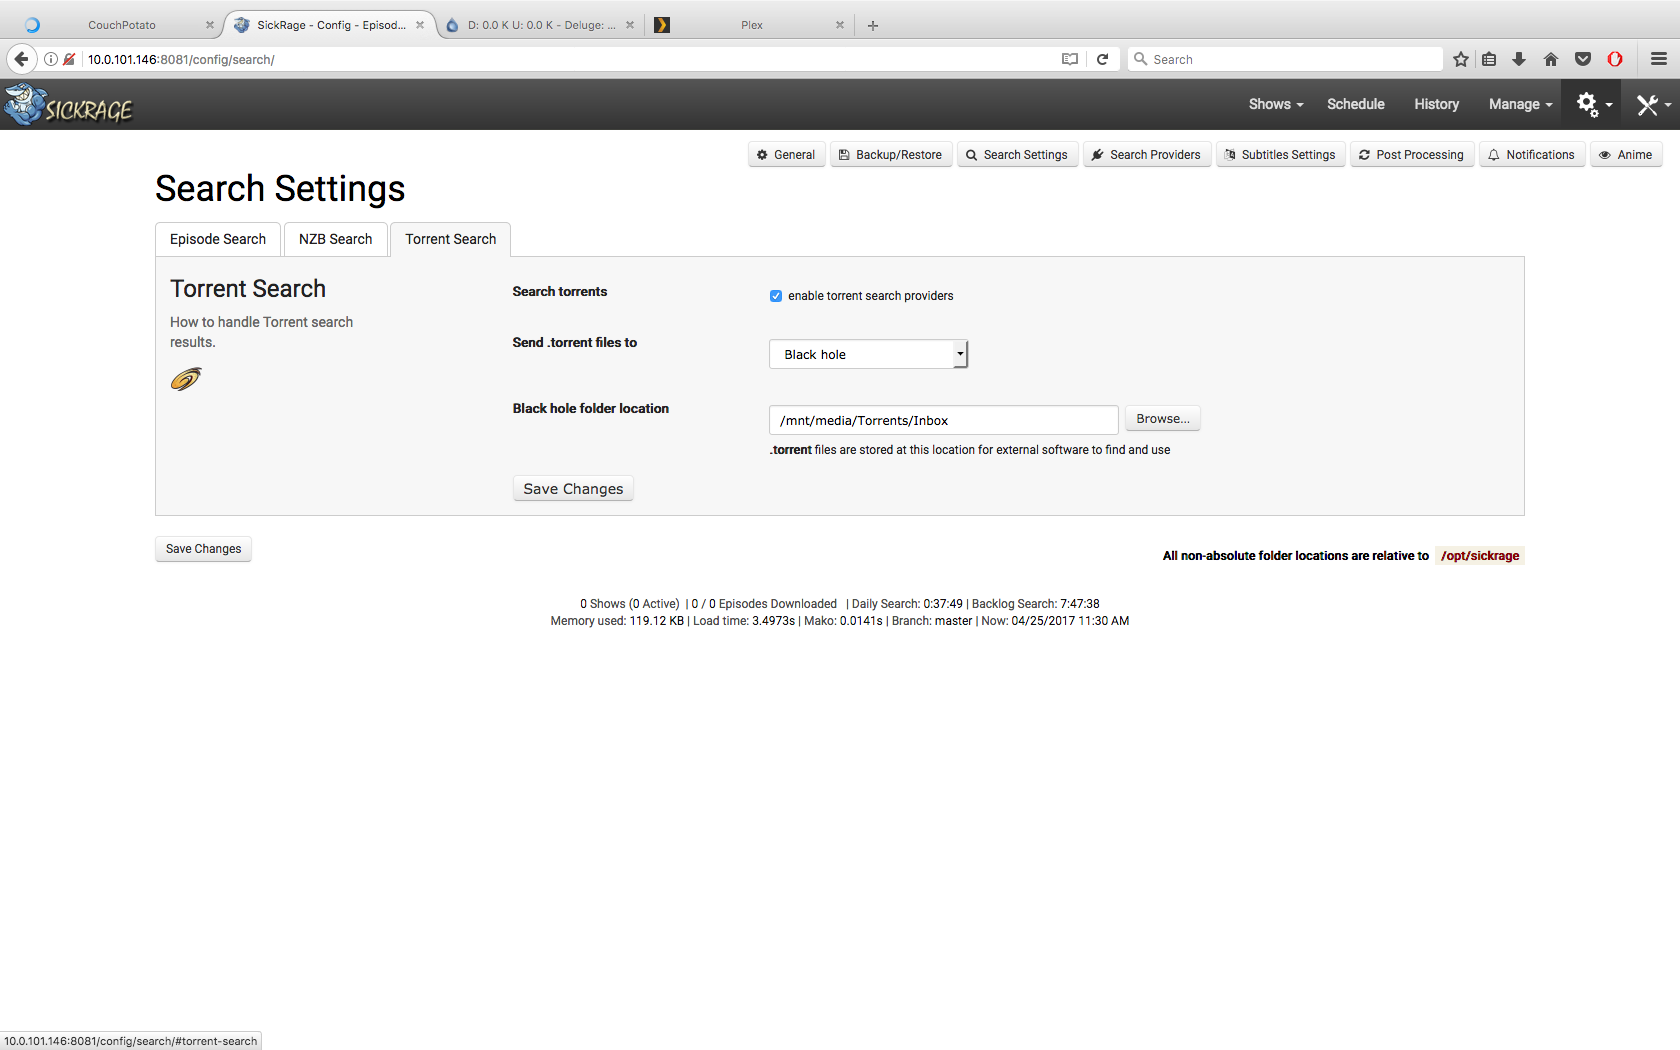 CouchPotato
SickRage - Config - Episod...
D: 0.0 K U: 0.0 K - Deluge: ...
Plex
10.0.101.146:8081/config/search/
Search
SICKRAGE
Shows
Schedule
History
Manage
General
Backup/Restore
Search Settings
Search Providers
Subtitles Settings
Post Processing
Notifications
Anime
Search Settings
Episode Search
NZB Search
Torrent Search
Torrent Search
How to handle Torrent search
results.
Search torrents
enable torrent search providers
Send .torrent files to
Black hole
Black hole folder location
/mnt/media/Torrents/Inbox
Browse...
.torrent files are stored at this location for external software to find and use
Save Changes
Save Changes
All non-absolute folder locations are relative to /opt/sickrage
0 Shows (0 Active) | 0 / 0 Episodes Downloaded | Daily Search: 0:37:49 | Backlog Search: 7:47:38
Memory used: 119.12 KB | Load time: 3.4973s | Mako: 0.0141s | Branch: master | Now: 04/25/2017 11:30 AM
10.0.101.146:8081/config/search/#torrent-search